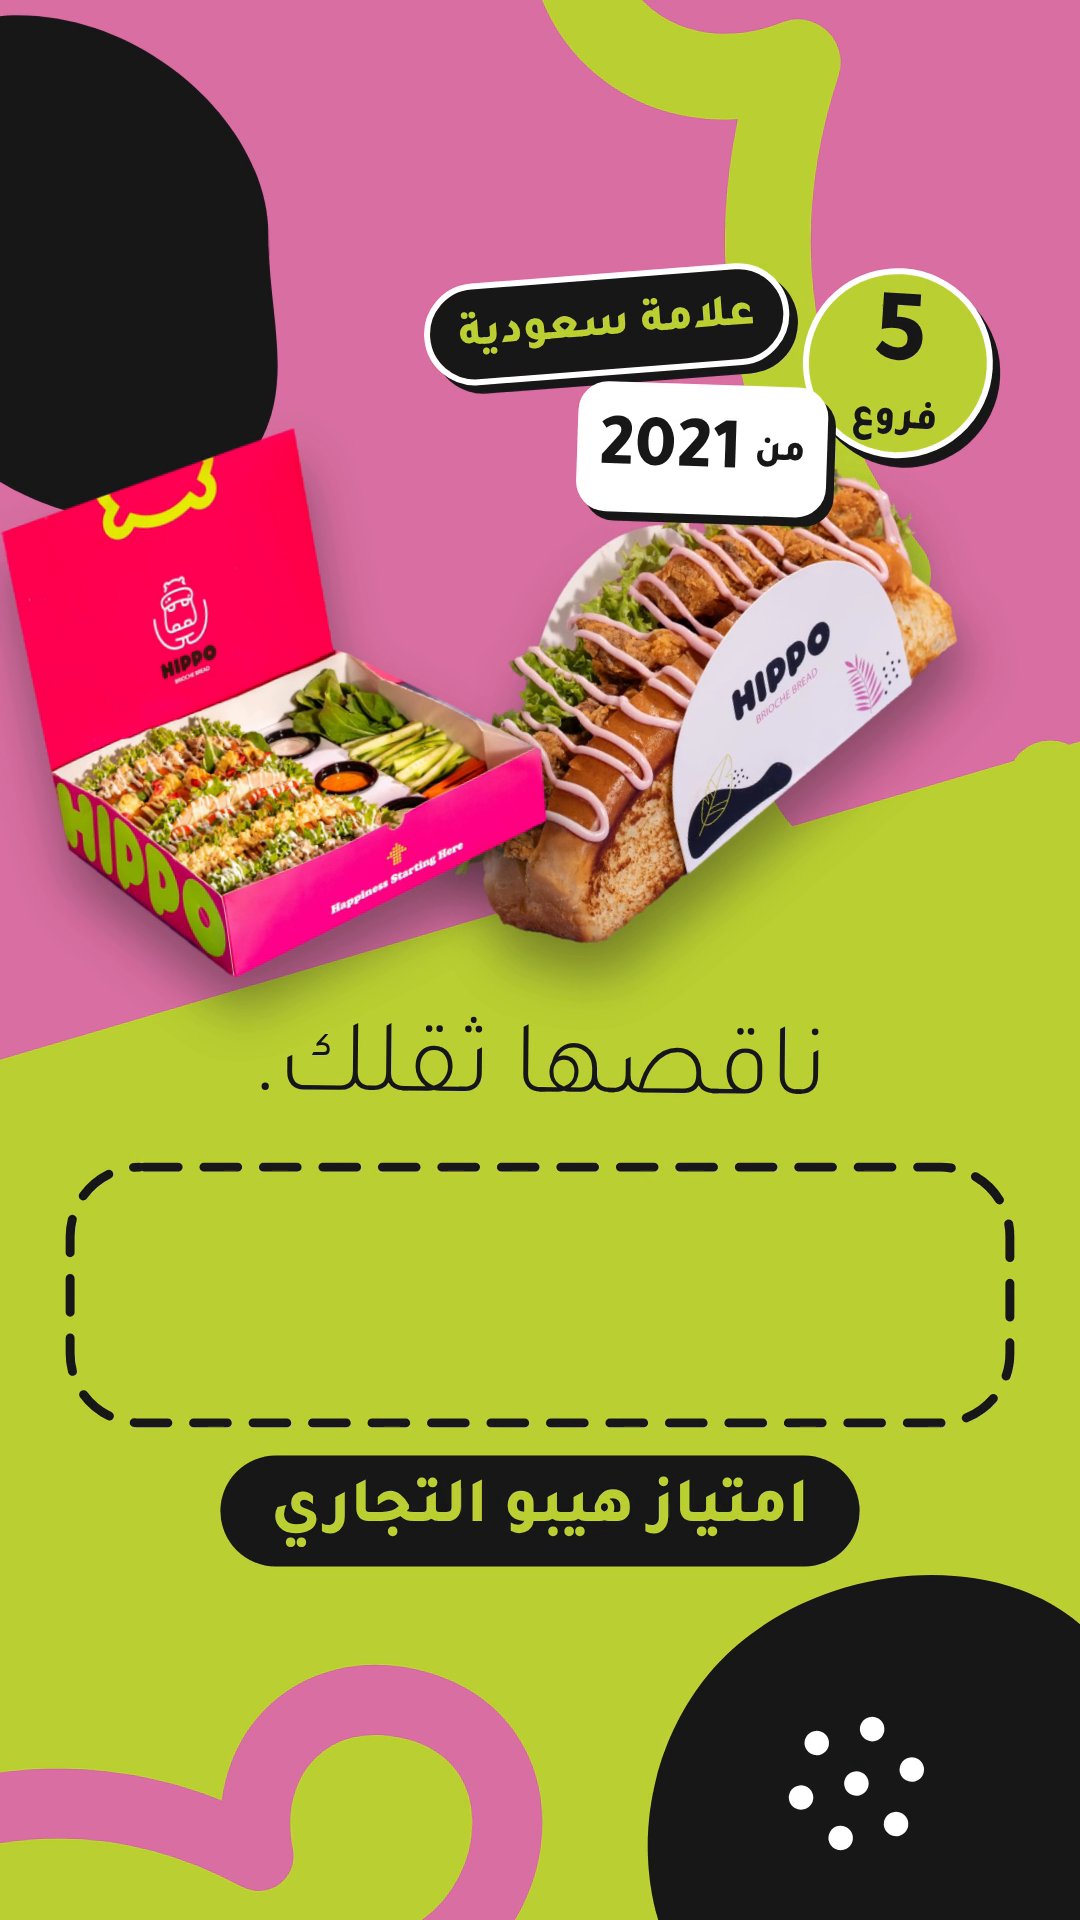 علامة سعودية
5
فروع
من 2021
HIPPO
BRIOCHE BREAD
HIPPO
BRIOCHE BREAD
HIPPO
Happiness Starting Here
ناقصها ثقلك.
امتياز هيبو التجاري